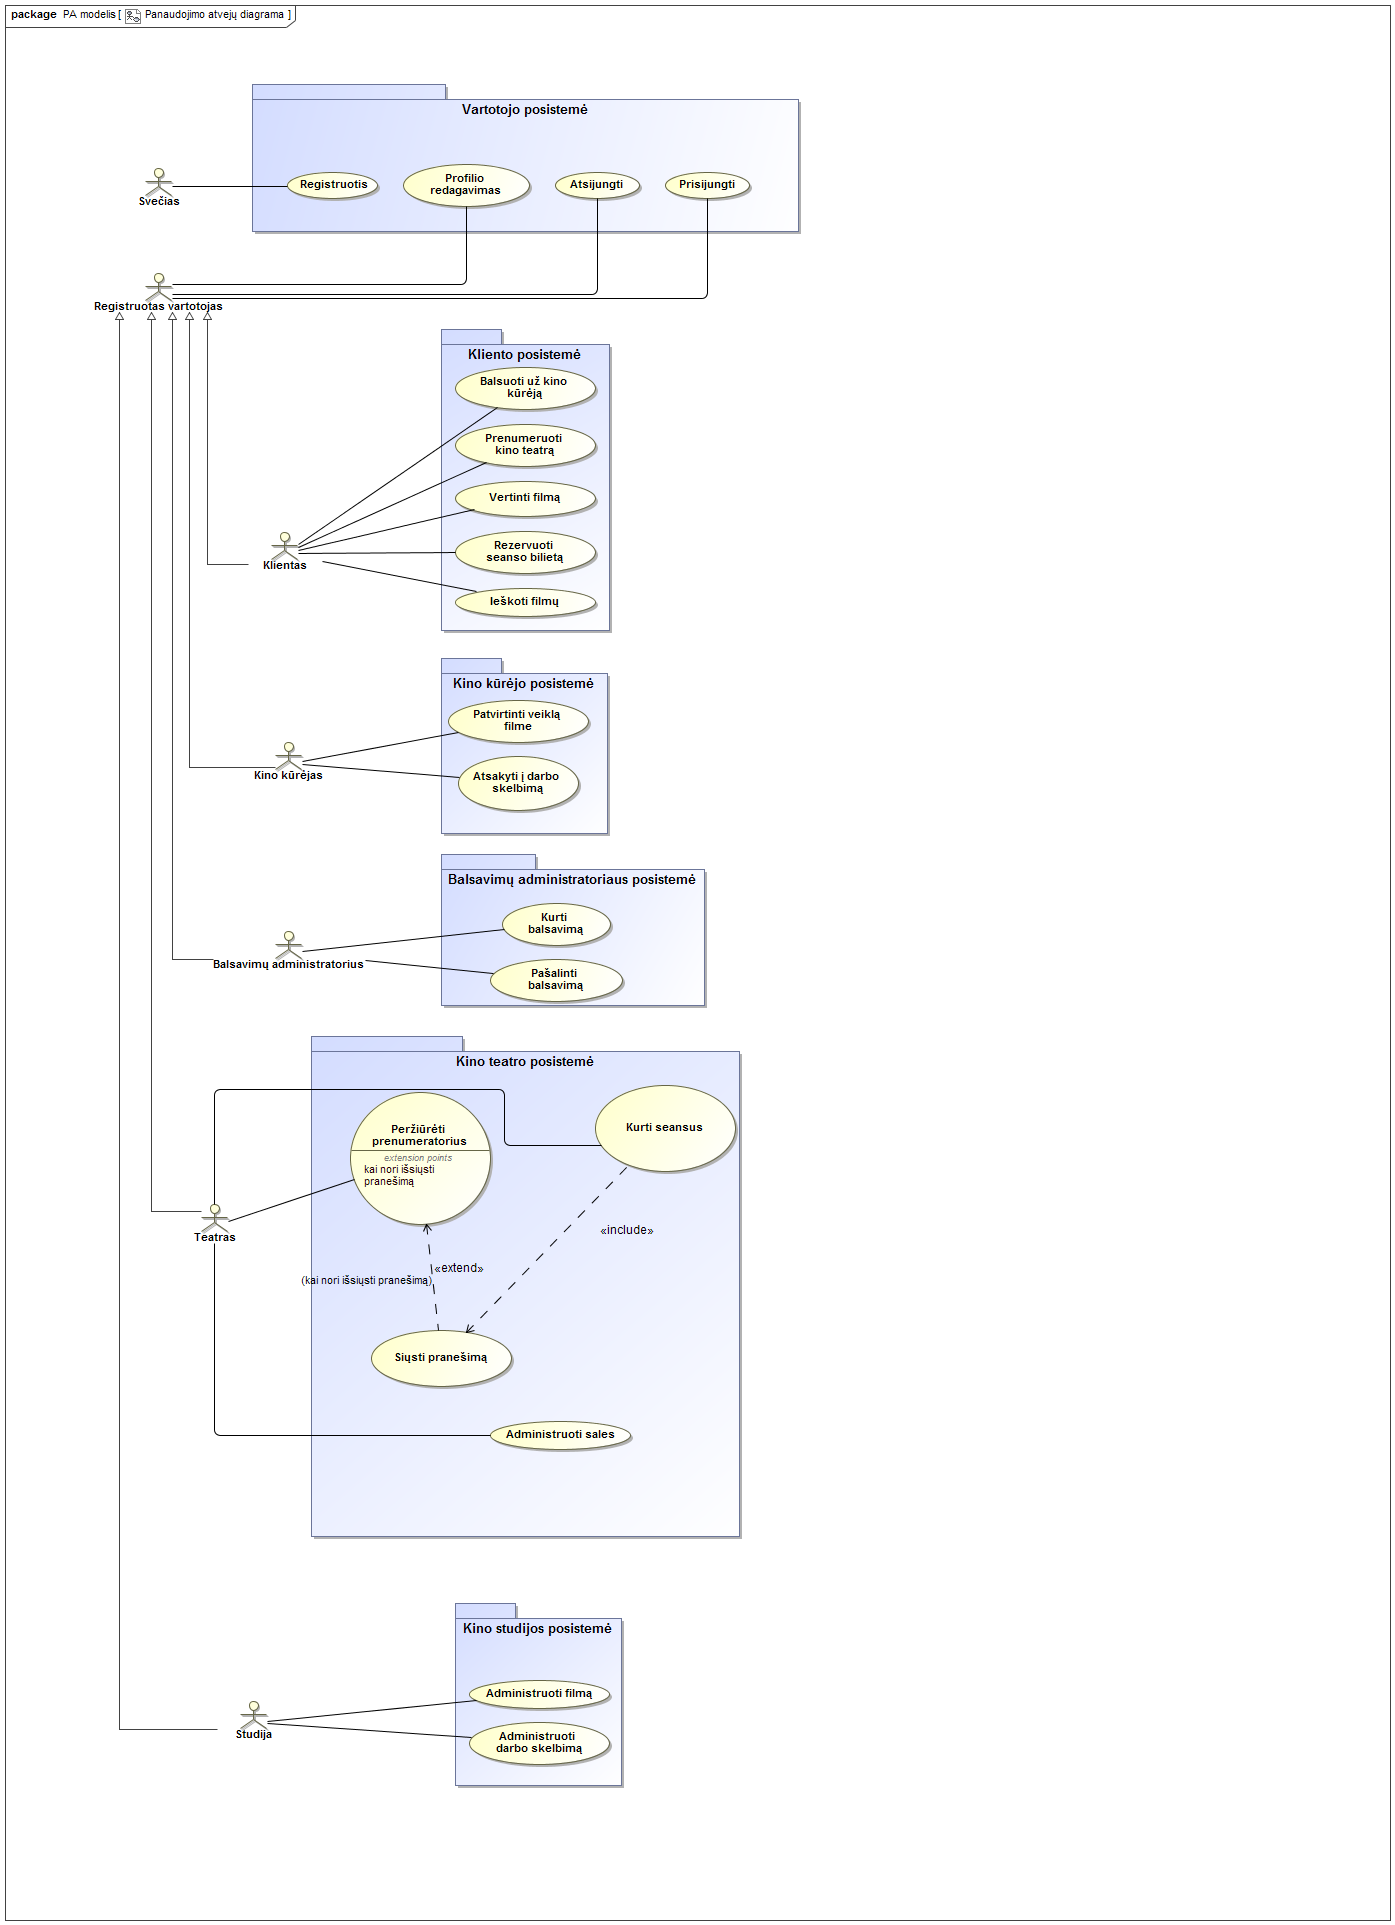 package PA modelis [ Panaudojimo atvejų diagrama ]
Vartotojo posistemė
Registruotis
Profilio
redagavimas
Atsijungti
Prisijungti
Svečias
Registruotas vartotojas
Kliento posistemė
Balsuoti už kino
kūrėją
Prenumeruoti
kino teatrą
Vertinti filmą
Rezervuoti
seanso bilietą
Ieškoti filmų
Klientas
Kino kūrėjo posistemė
Patvirtinti veiklą
filme
Atsakyti į darbo
skelbimą
Kino kūrėjas
Balsavimų administratoriaus posistemė
Kurti
balsavimą
Pašalinti
balsavimą
Balsavimų administratorius
Kino teatro posistemė
Peržiūrėti
prenumeratorius
extension points
kai nori išsiųsti
pranešimą
Kurti seansus
«include»
«extend»
(kai nori išsiųsti pranešimą)
Teatras
Siųsti pranešimą
Administruoti sales
Kino studijos posistemė
Administruoti filmą
Administruoti
darbo skelbimą
Studija